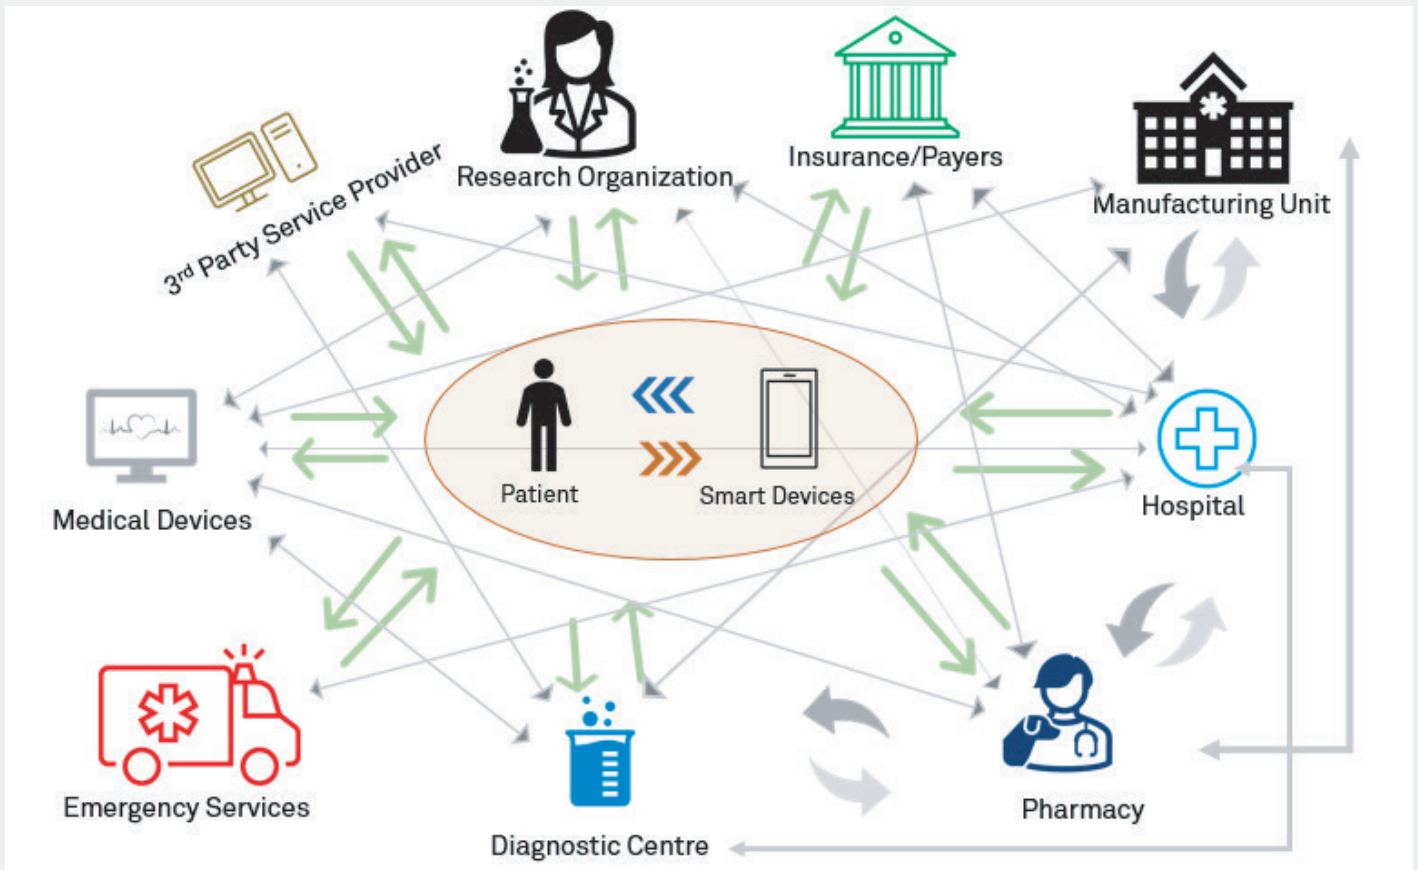 Research Organization
Insurance/Payers
Manufacturing Unit
3rd Party Service Provider
Patient
Smart Devices
Medical Devices
Hospital
Emergency Services
Diagnostic Centre
Pharmacy